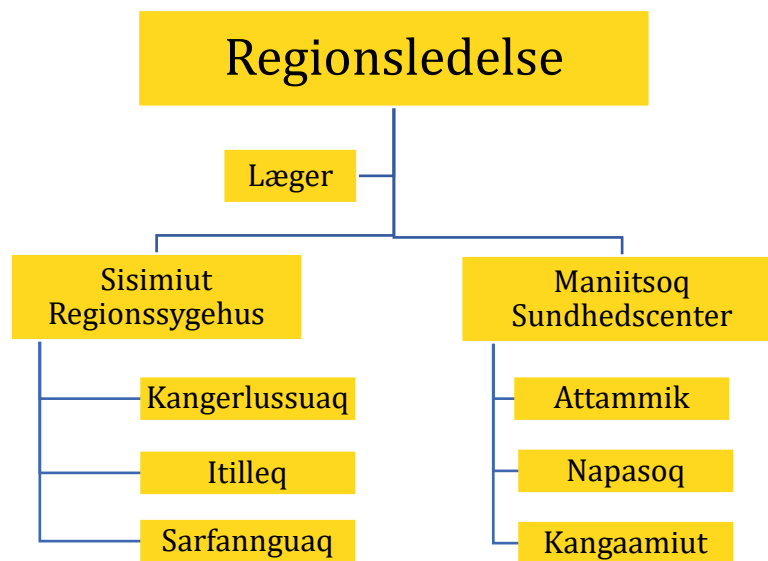 Regionsledelse
Læger
Sisimiut
Regionssygehus
Kangerlussuaq
Itilleq
Sarfannguaq
Maniitsoq
Sundhedscenter
Attammik
Napasoq
Kangaamiut